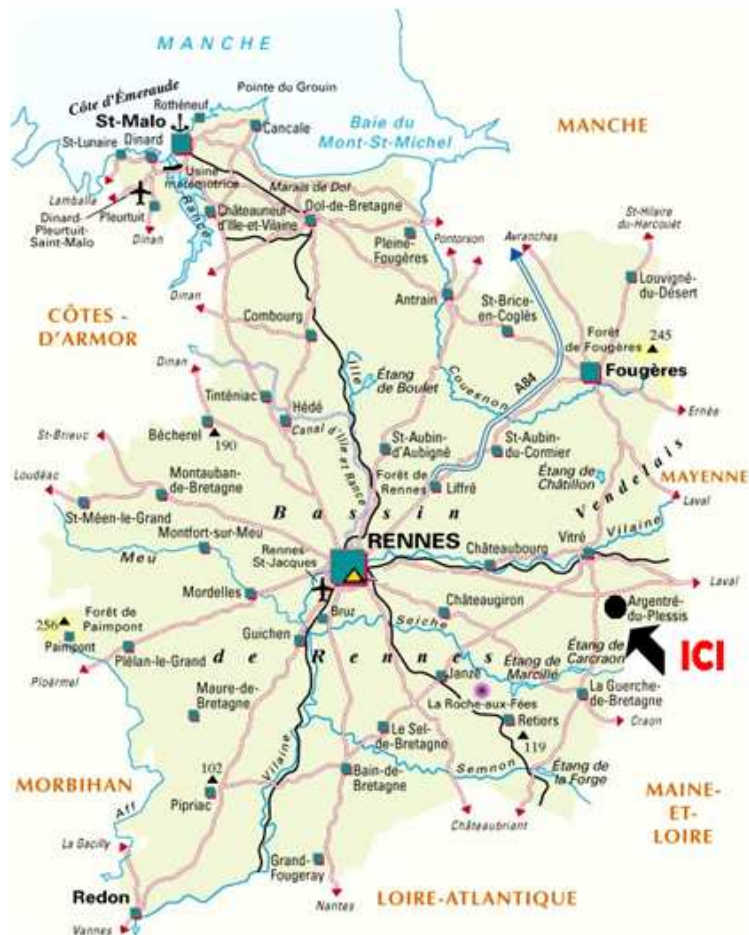 MANCHE
Côte d'Émeraude
Pointe du Grouin
Rothéneuf
St-Malo
Cancale
Baie du
Mont-St-Michel
MANCHE
St-Lunaire
Dinard
Usine
marémotrice
Marais de Dol
Lamballe
Rance
Dinard-
Pleurtuit-
Saint-Malo
Pleurtuit
Dinan
Châteauneuf-
d'Ille-et-Vilaine
Dol-de-Bretagne
Pleine-
Fougères
Pontorson
Avranches
St-Hilaire
du-Harcouët
Louvigné-
du-Désert
CÔTES -
D'ARMOR
Dinan
Combourg
Antrain
St-Brice-
en-Coglès
Forêt
de Fougères
245
Fougères
Dinan
Ille
Étang
de Boulet
Couesnon
A84
Ernée
Tinténiac
Hédé
Canal d'Ille et Rance
Bécherel
190
St-Brieuc
St-Aubin-
d'Aubigné
St-Aubin-
du-Cormier
Étang de
Châtillon
Vendelais
MAYENNE
Loudéac
Montauban-
de-Bretagne
Forêt de
Rennes
Liffré
Laval
St-Méen-le-Grand
Bassin
Montfort-sur-Meu
Meu
Rennes
St-Jacques
RENNES
Châteaubourg
Vitré
Vilaine
Laval
Mordelles
Bruz
Châteaugiron
Argentré-
du-Plessis
256
Forêt de
Paimpont
Paimpont
Seiche
ICI
Guichen
Plélan-le-Grand
de Rennes
Étang de
Carcraon
Étang de
Marcillé
Ploërmel
Janzé
La Roche-aux-Fées
La Guerche-
de-Bretagne
Maure-de-
Bretagne
Retiers
Craon
Le Sel-
de-Bretagne
119
Vilaine
Semnon
Étang de
la Forge
102
MORBIHAN
Bain-de-
Bretagne
MAINE-
ET-
LOIRE
Pipriac
Aff
Châteaubriant
La Gacilly
Grand-
Fougeray
Redon
LOIRE-ATLANTIQUE
Nantes
Vannes